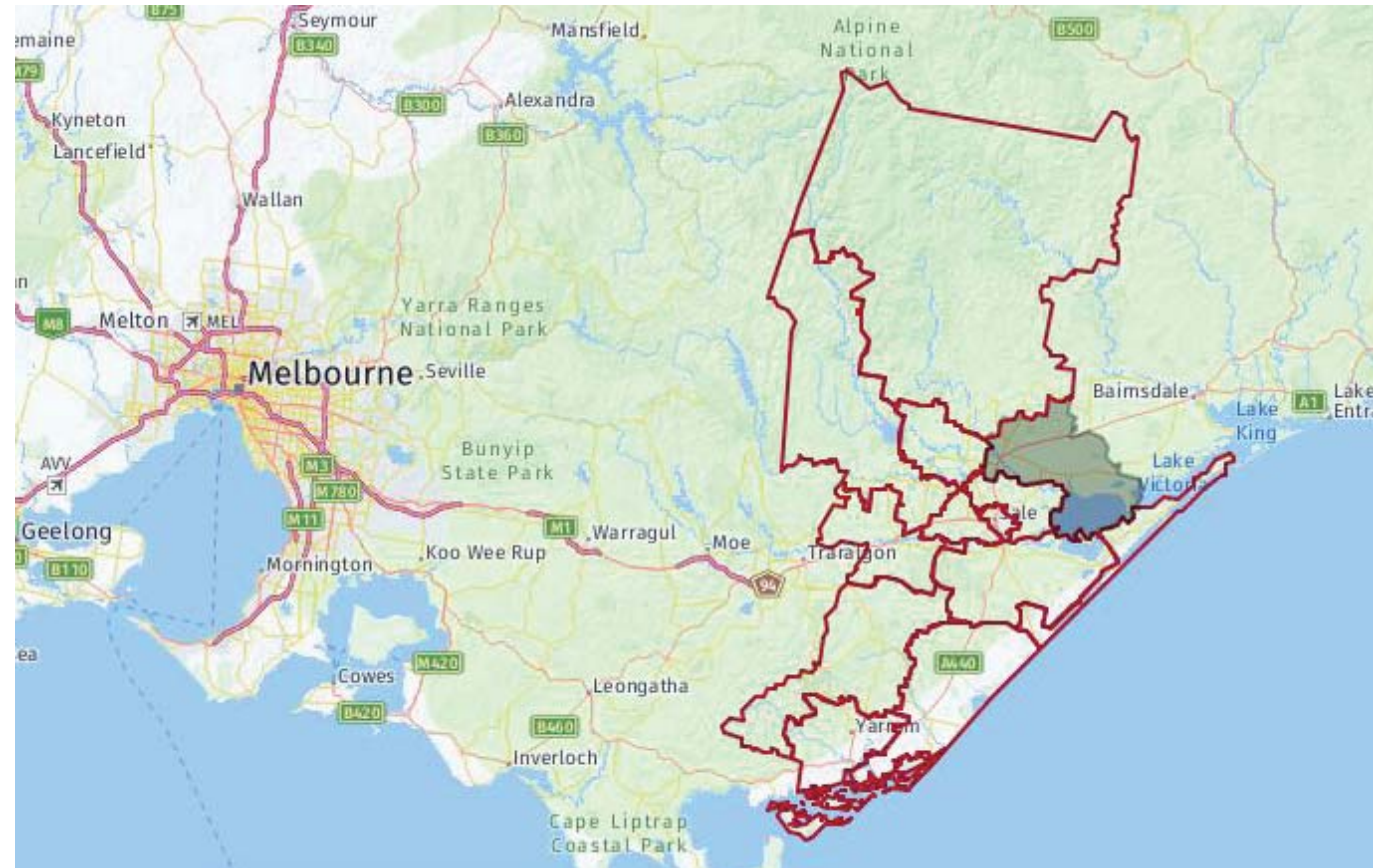 B75
Seymour
B340
Mansfield
Alpine
National
Park
B500
emaine
M79
B300
Alexandra
B360
Kyneton
Lancefield
Wallan
Yarra Ranges
National Park
M8
Melton
MEL
Melbourne
Seville
Bairnsdale
A1
Lake
Entra
Lake
King
Bunyip
State Park
Lake
Victoria
AVV
M3
M780
M11
Sale
Geelong
B110
M1
Warragul
Moe
Traralgon
Mornington
Koo Wee Rup
94
ea
Cowes
M420
A440
B420
Leongatha
B460
Yarram
Inverloch
Cape Liptrap
Coastal Park